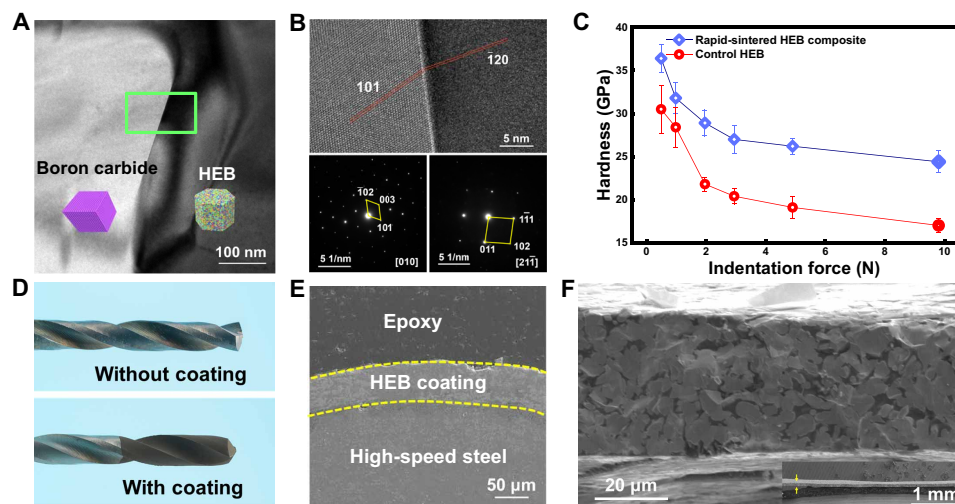 A
Boron carbide
HEB
100 nm
B
101
1̅20
5 nm
1̅02
003
101
5 1/nm
[010]
11̅1
011
102
5 1/nm
[211̅]
C
Hardness (GPa)
40
35
30
25
20
15
Rapid-sintered HEB composite
Control HEB
0
2
4
6
8
10
Indentation force (N)
D
Without coating
With coating
E
Epoxy
HEB coating
High-speed steel
50 µm
F
20 µm
1 mm